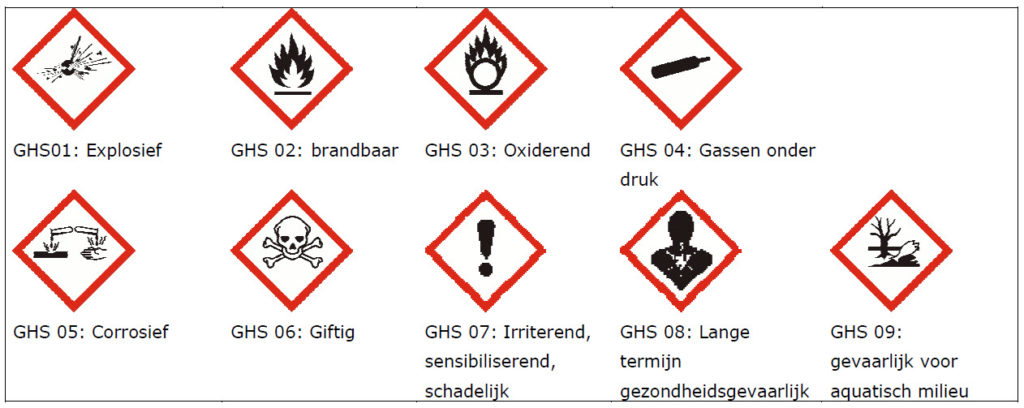 GHS01: Explosief
GHS 02: brandbaar
GHS 03: Oxiderend
GHS 04: Gassen onder
druk
GHS 05: Corrosief
GHS 06: Giftig
GHS 07: Irriterend,
sensibiliserend,
schadelijk
GHS 08: Lange
termijn
gezondheidsgevaarlijk
GHS 09:
gevaarlijk voor
aquatisch milieu